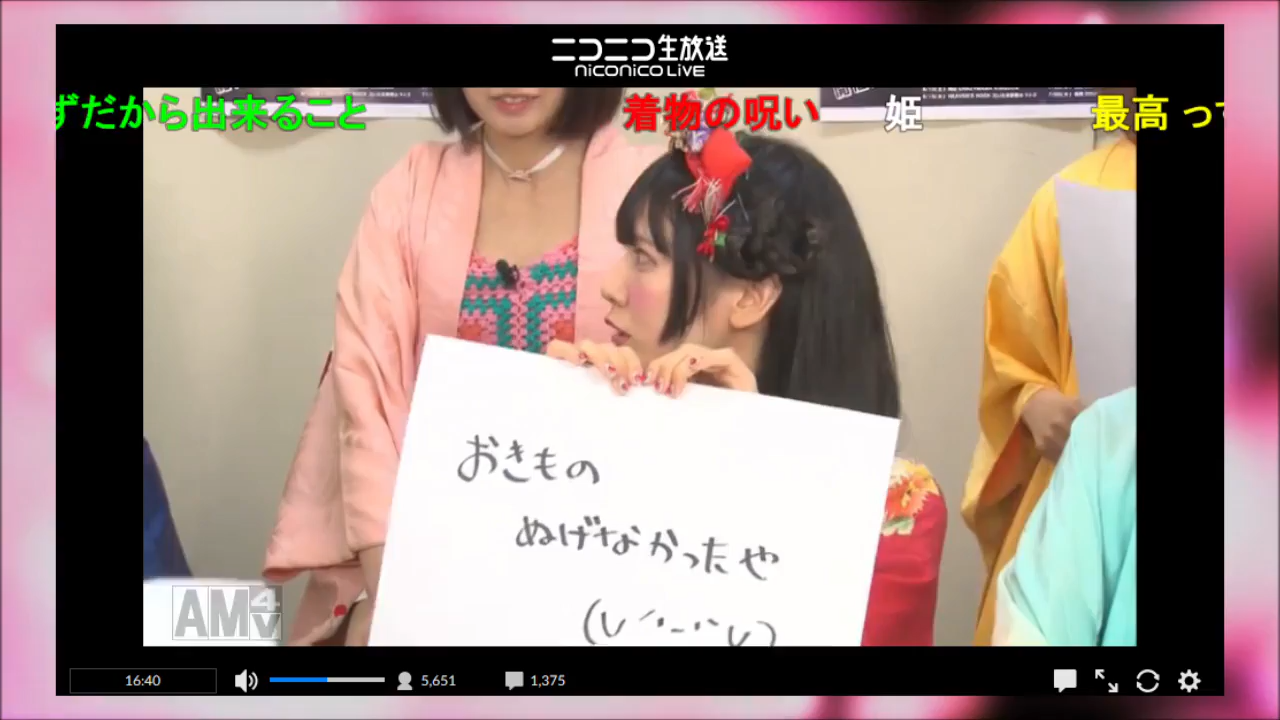 ニコニコ生放送
niconico LiVE
ずだから出来ること 着物の呪い 姫 最高 って
おきもの
ぬげなかったや
(ν´･-･`ν)
AM4V
16:40 5,651 1,375